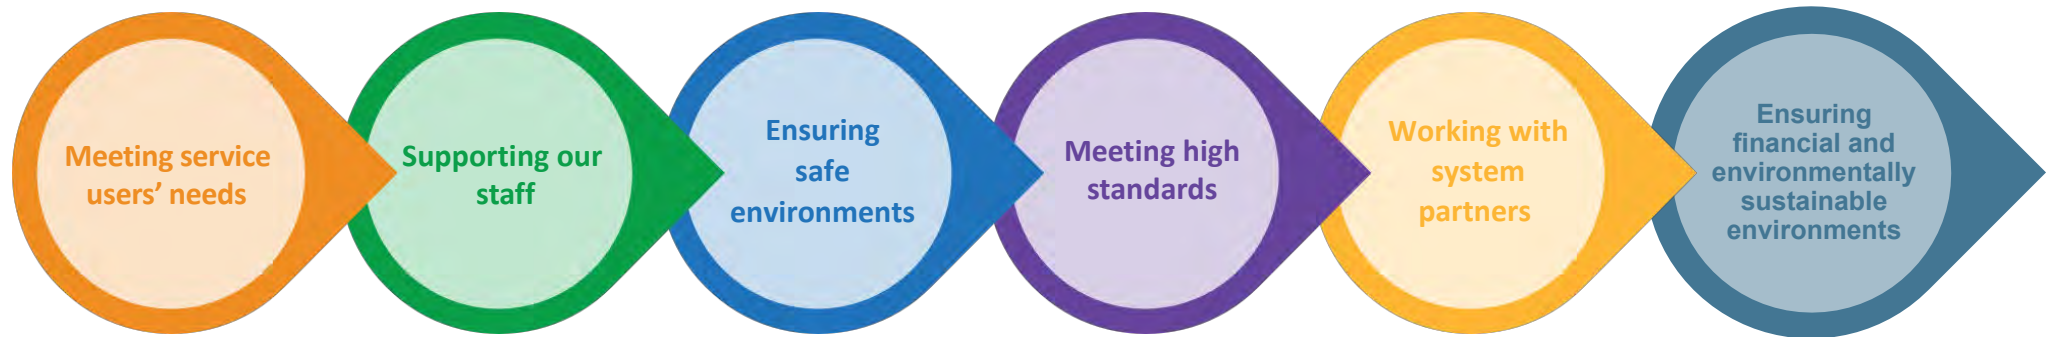 Meeting service
users’ needs
Supporting our
staff
Ensuring
safe
environments
Meeting high
standards
Working with
system
partners
Ensuring
financial and
environmentally
sustainable
environments